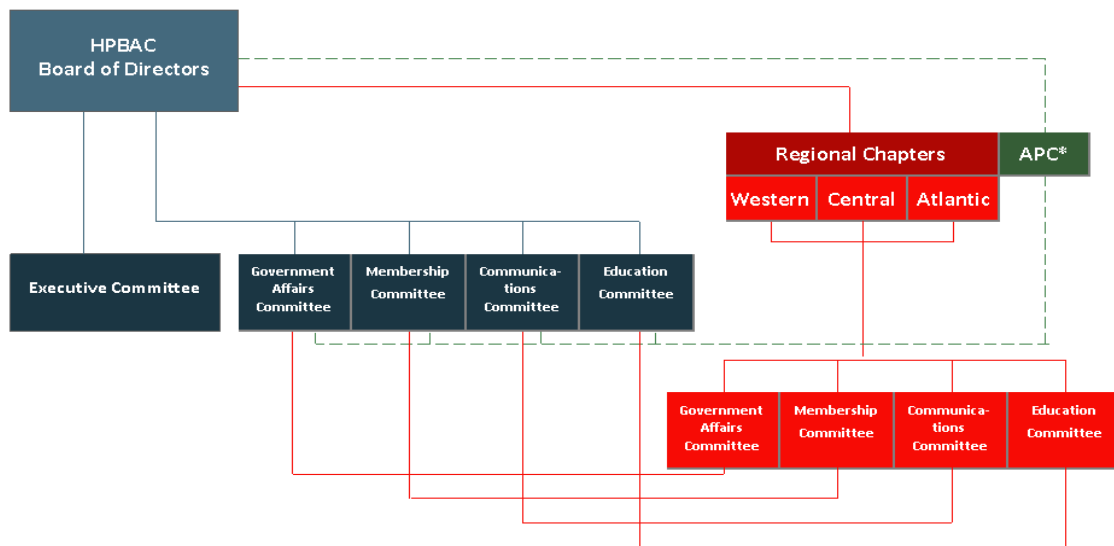 HPBAC
Board of Directors
Regional Chapters
APC*
Western
Central
Atlantic
Executive Committee
Government
Affairs
Committee
Membership
Committee
Communica-
tions
Committee
Education
Committee
Government
Affairs
Committee
Membership
Committee
Communica-
tions
Committee
Education
Committee